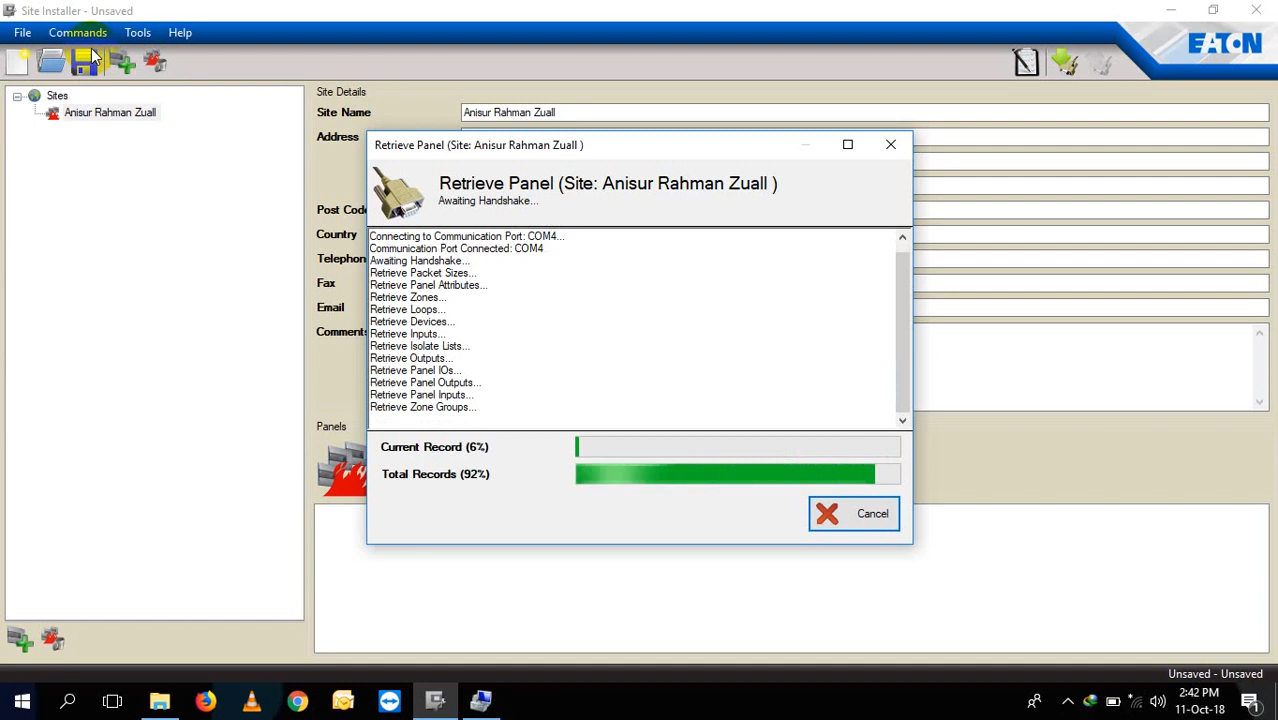 Site Installer - Unsaved
File Commands Tools Help
EATON
Sites
Anisur Rahman Zuall
Site Details
Site Name Anisur Rahman Zuall
Address
Post Code
Country
Telephon
Fax
Email
Comments
Panels
Retrieve Panel (Site: Anisur Rahman Zuall )
Retrieve Panel (Site: Anisur Rahman Zuall )
Awaiting Handshake...
Connecting to Communication Port: COM4...
Communication Port Connected: COM4
Awaiting Handshake...
Retrieve Packet Sizes...
Retrieve Panel Attributes...
Retrieve Zones...
Retrieve Loops...
Retrieve Devices...
Retrieve Inputs...
Retrieve Isolate Lists...
Retrieve Outputs...
Retrieve Panel IOs...
Retrieve Panel Outputs...
Retrieve Panel Inputs...
Retrieve Zone Groups...
Current Record (6%)
Total Records (92%)
Cancel
Unsaved - Unsaved
2:42 PM
11-Oct-18
1